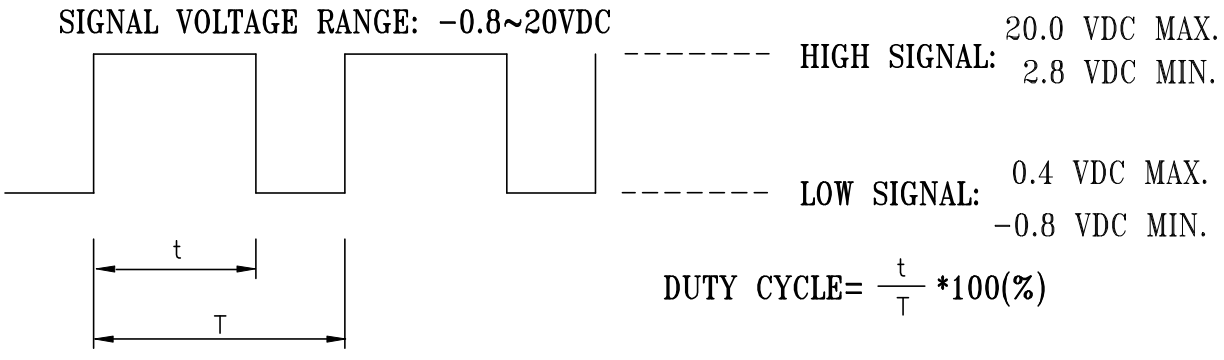 SIGNAL VOLTAGE RANGE: -0.8~20VDC
HIGH SIGNAL: 20.0 VDC MAX.
2.8 VDC MIN.
LOW SIGNAL: 0.4 VDC MAX.
-0.8 VDC MIN.
t
T
DUTY CYCLE= t/T *100(%)